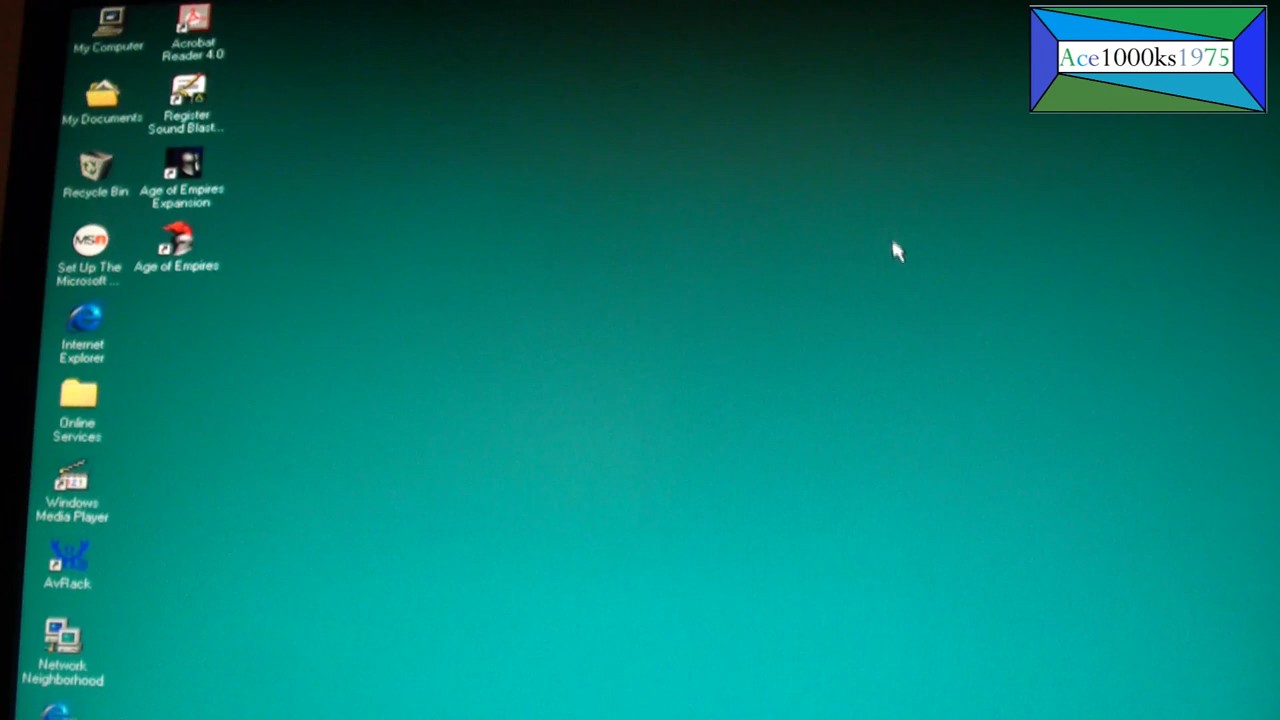 My Computer
Acrobat
Reader 4.0
My Documents
Register
Sound Blast...
Recycle Bin
Age of Empires
Expansion
MSN
Set Up The
Microsoft ...
Age of Empires
Internet
Explorer
Online
Services
Windows
Media Player
AvRack
Network
Neighborhood
Ace1000ks1975